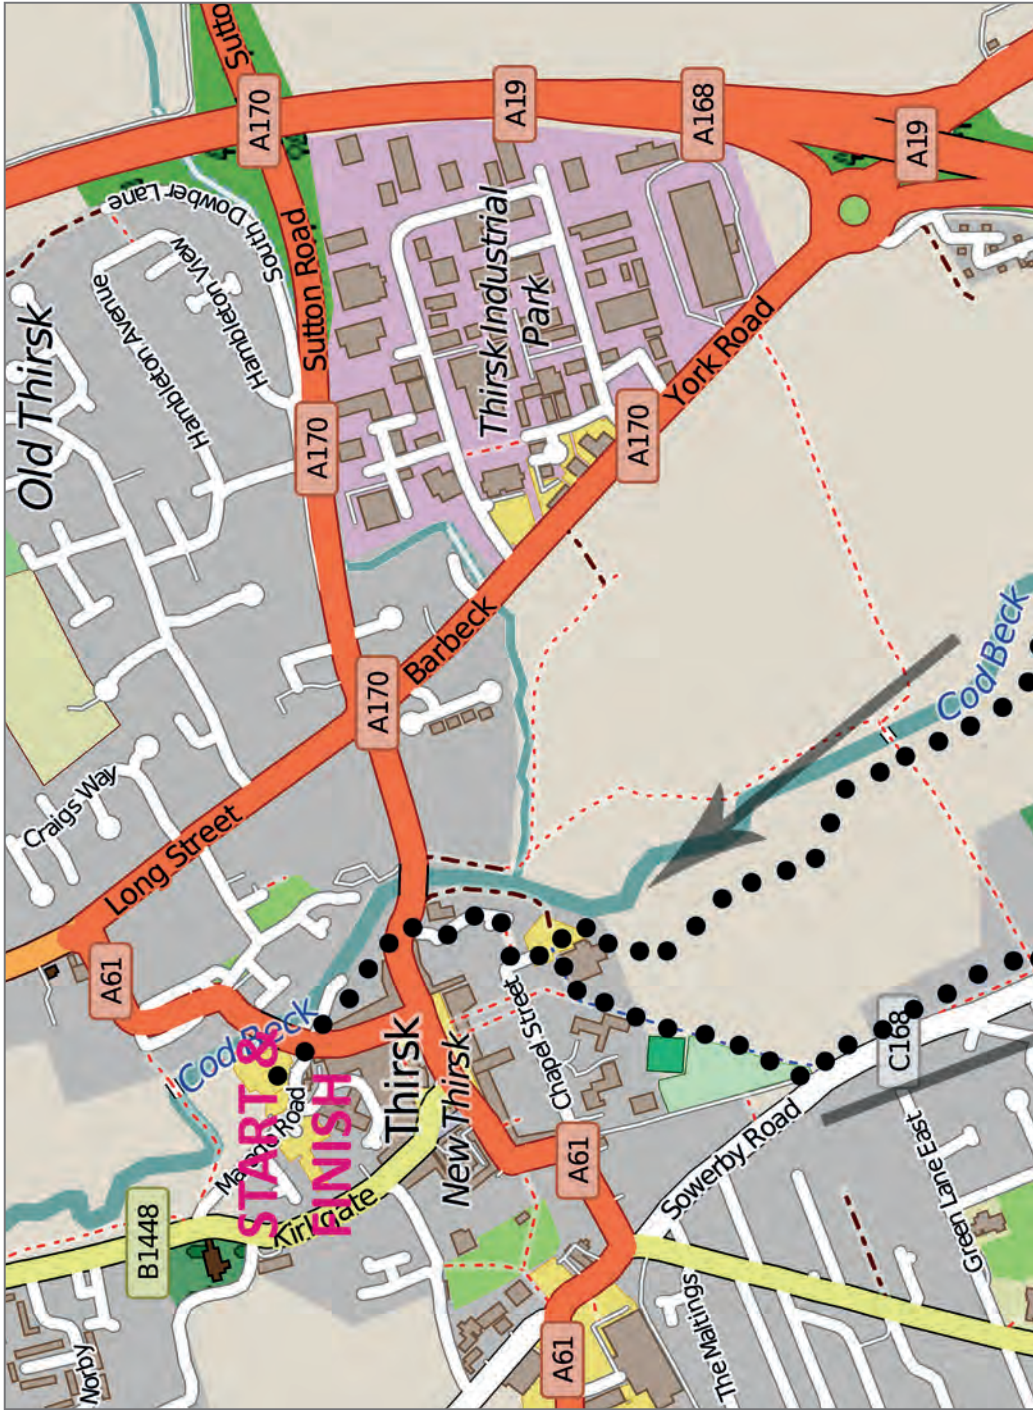 Sutto
A170
A19
A168
A19
South Dowber Lane
Hambleton View
Hambleton Avenue
Old Thirsk
Sutton Road
Thirsk Industrial
Park
York Road
A170
A170
Barbeck
A170
Cod Beck
Craigs Way
Long Street
A61
Cod Beck
START &
FINISH
Road
Thirsk
New Thirsk
Chapel Street
C168
Kirkgate
B1448
A61
Sowerby Road
Green Lane East
The Maltings
A61
Norby